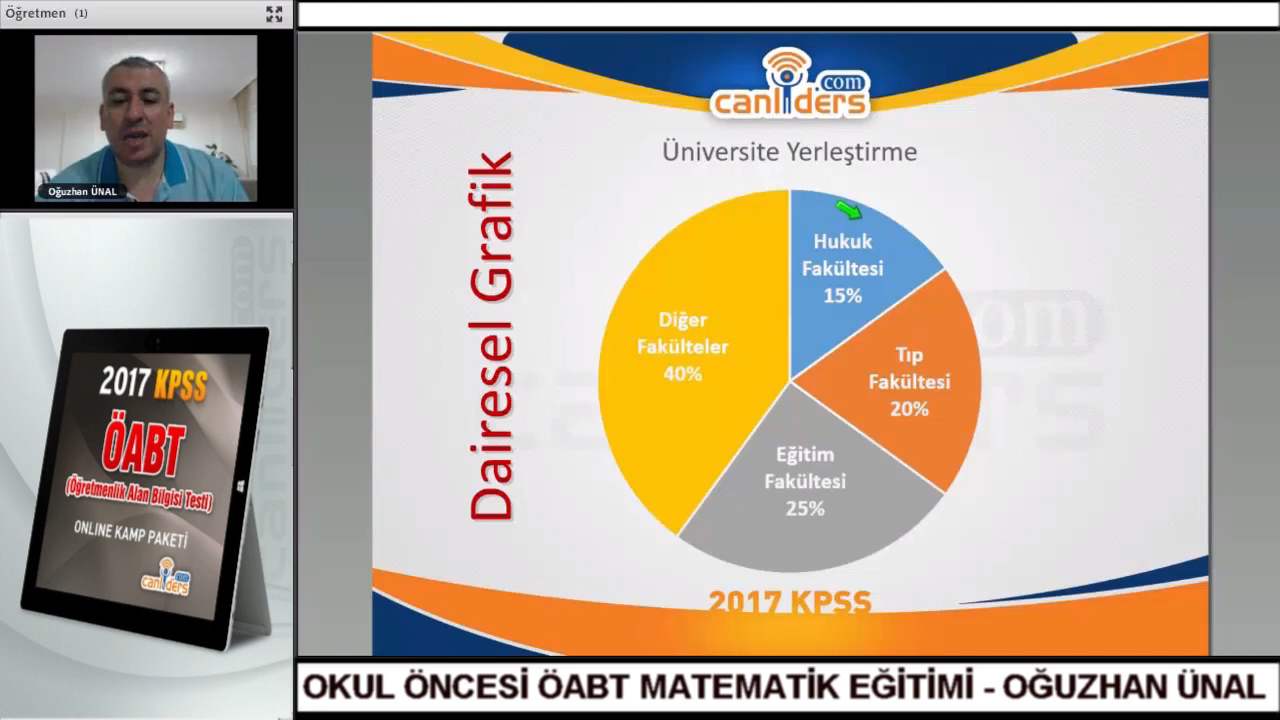 Öğretmen (1)
Oğuzhan ÜNAL
2017 KPSS
ÖABT
(Öğretmenlik Alan Bilgisi Testi)
ONLINE KAMP PAKETİ
canlıders
com
canlıders
com
Üniversite Yerleştirme
Dairesel Grafik
Hukuk
Fakültesi
15%
Tıp
Fakültesi
20%
Eğitim
Fakültesi
25%
Diğer
Fakülteler
40%
2017 KPSS
OKUL ÖNCESİ ÖABT MATEMATİK EĞİTİMİ - OĞUZHAN ÜNAL